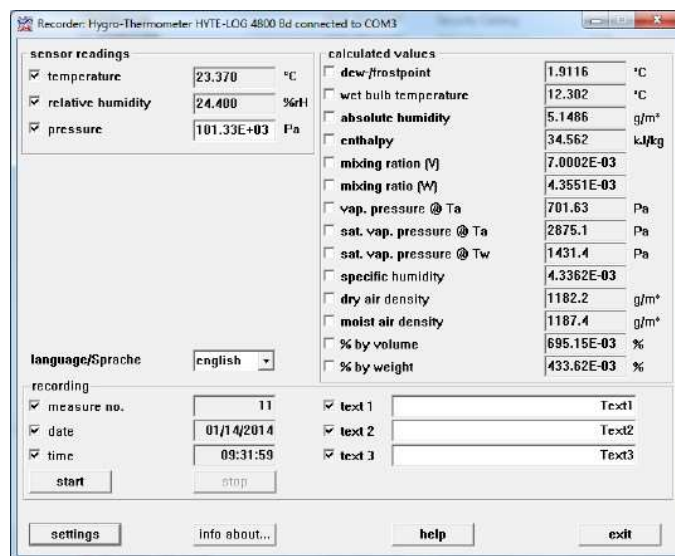 Recorder: Hygro-Thermometer HYTE-LOG 4800 Bd connected to COM3
sensor readings
temperature 23.370 °C
relative humidity 24.400 %rH
pressure 101.33E+03 Pa
calculated values
dew-/frostpoint 1.9116 °C
wet bulb temperature 12.302 °C
absolute humidity 5.1486 g/m³
enthalpy 34.562 kJ/kg
mixing ration (V) 7.0002E-03
mixing ratio (W) 4.3551E-03
vap. pressure @ Ta 701.63 Pa
sat. vap. pressure @ Ta 2875.1 Pa
sat. vap. pressure @ Tw 1431.4 Pa
specific humidity 4.3362E-03
dry air density 1182.2 g/m³
moist air density 1187.4 g/m³
% by volume 695.15E-03 %
% by weight 433.62E-03 %
language/Sprache english
recording
measure no. 11
date 01/14/2014
time 09:31:59
text 1 Text1
text 2 Text2
text 3 Text3
start stop
settings info about... help exit